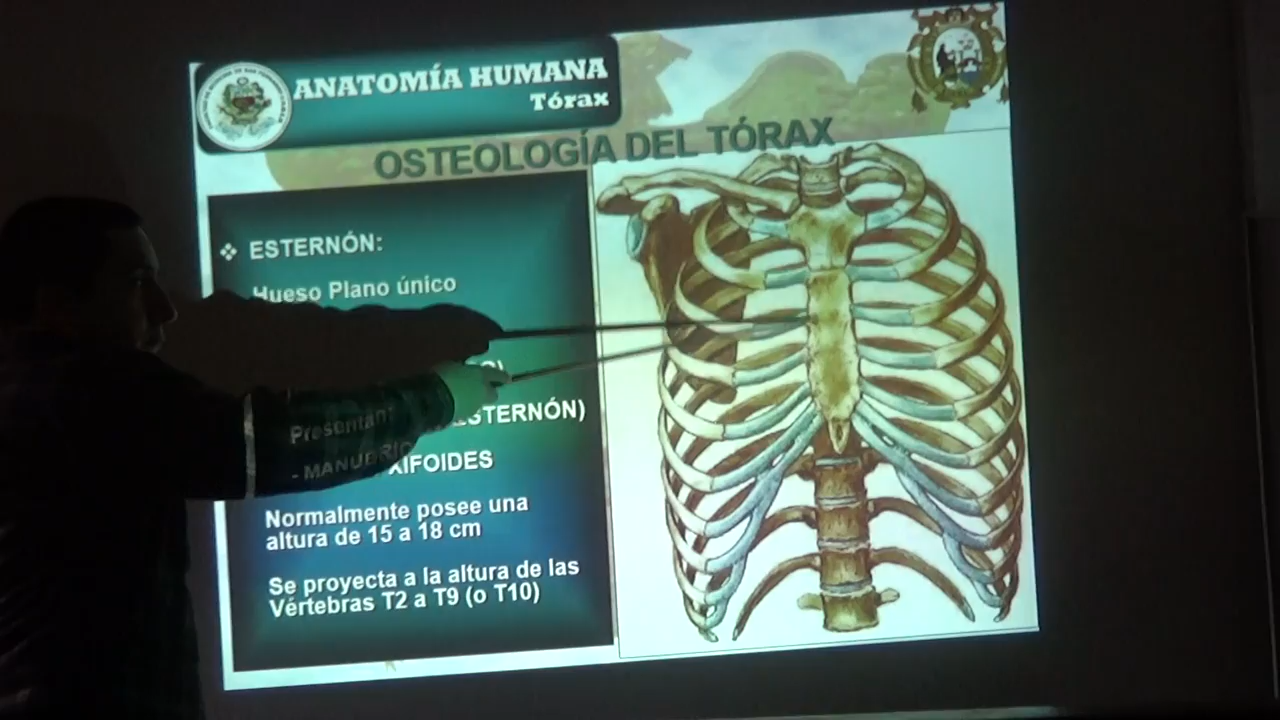 ANATOMÍA HUMANA
Tórax
OSTEOLOGÍA DEL TÓRAX
❖ ESTERNÓN:
Hueso Plano único
Presentan
ESTERNÓN)
- MANUBRIO XIFOIDES
Normalmente posee una
altura de 15 a 18 cm
Se proyecta a la altura de las
Vértebras T2 a T9 (o T10)